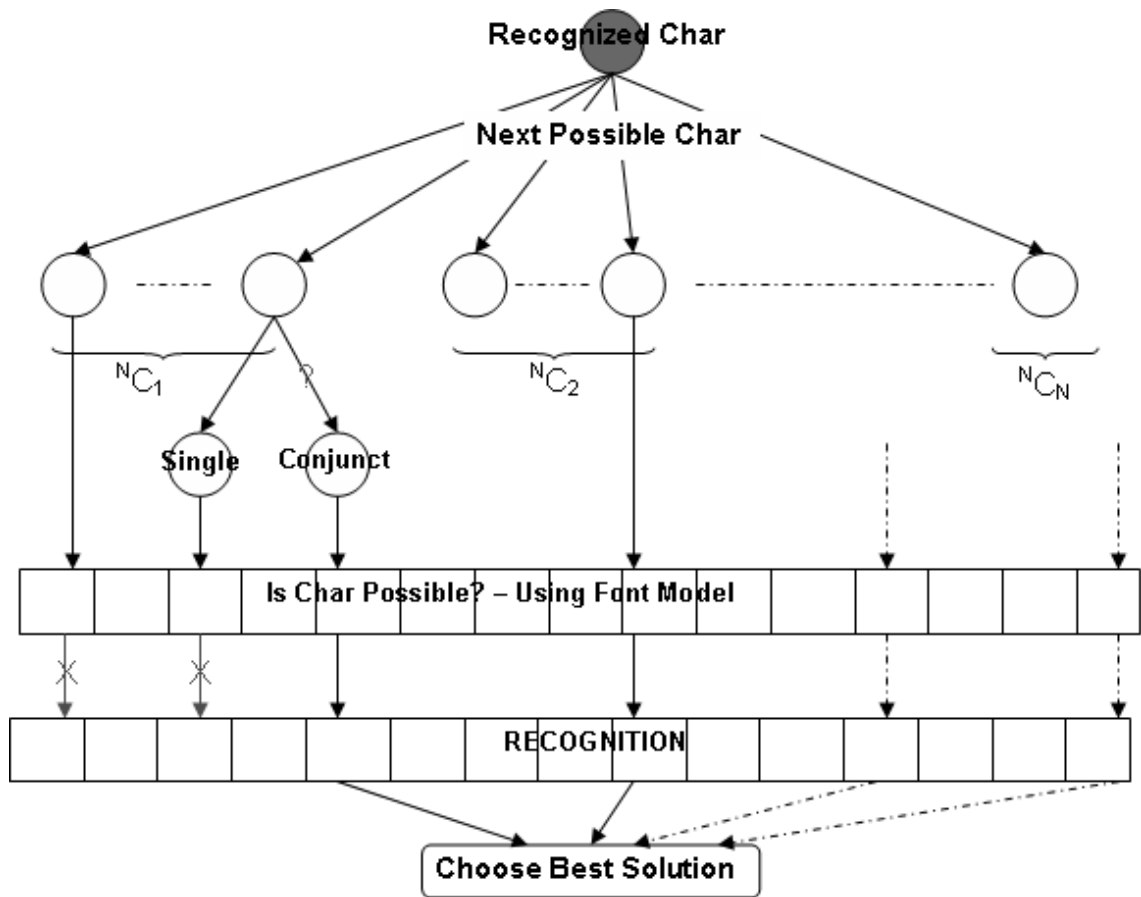 Recognized Char
Next Possible Char
ᴺC₁
?
ᴺC₂
ᴺCɴ
Single
Conjunct
Is Char Possible? – Using Font Model
X
X
RECOGNITION
Choose Best Solution